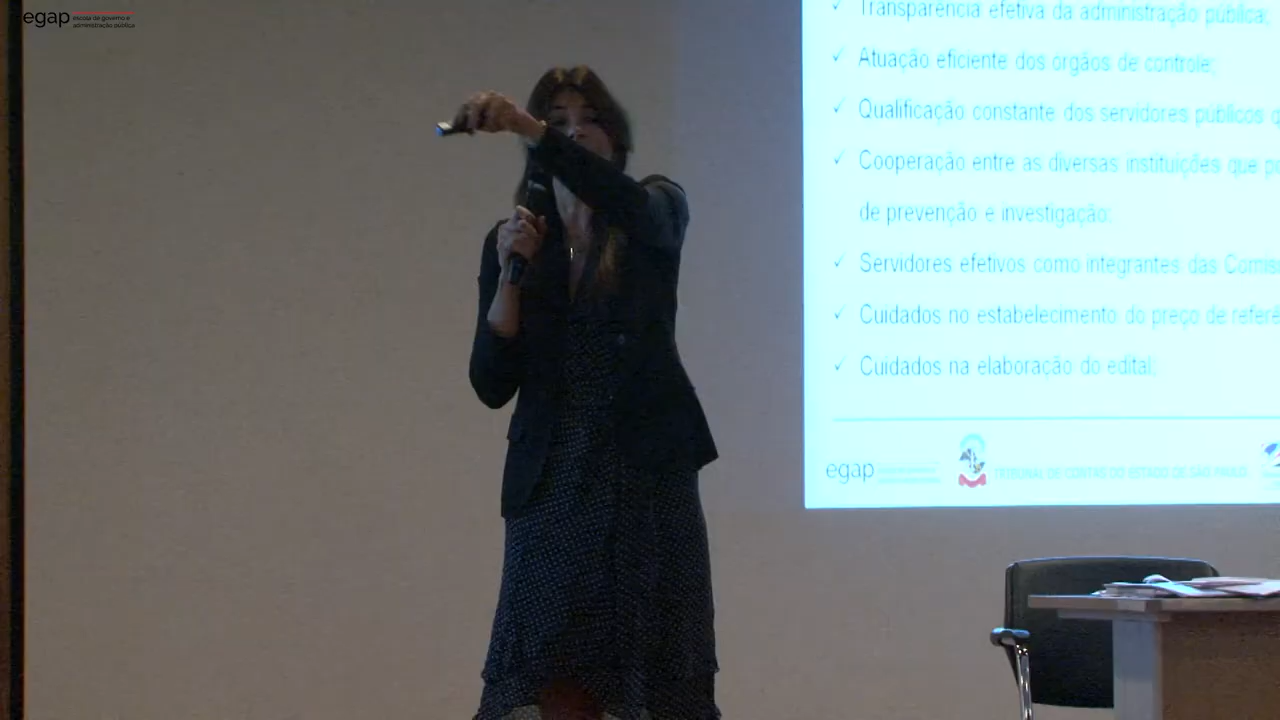 egap escola de governo e
administração pública
Transparência efetiva da administração pública;
Atuação eficiente dos órgãos de controle;
Qualificação constante dos servidores públicos
Cooperação entre as diversas instituições que
de prevenção e investigação;
Servidores efetivos como integrantes das
Cuidados no estabelecimento do preço de
Cuidados na elaboração do edital;
egap
TRIBUNAL DE CONTAS DO ESTADO DE SÃO PAULO